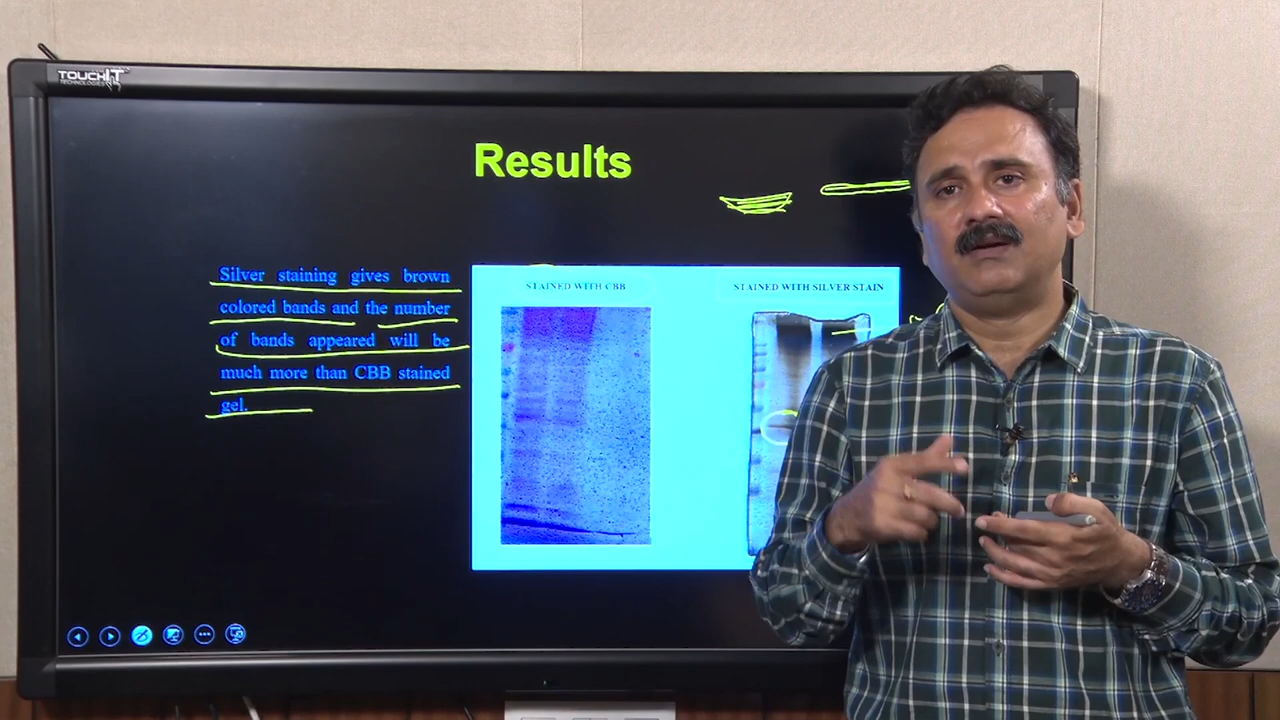 TOUCHIT
TECHNOLOGIES
Results
Silver staining gives brown
colored bands and the number
of bands appeared will be
much more than CBB stained
gel.
STAINED WITH CBB
STAINED WITH SILVER STAIN